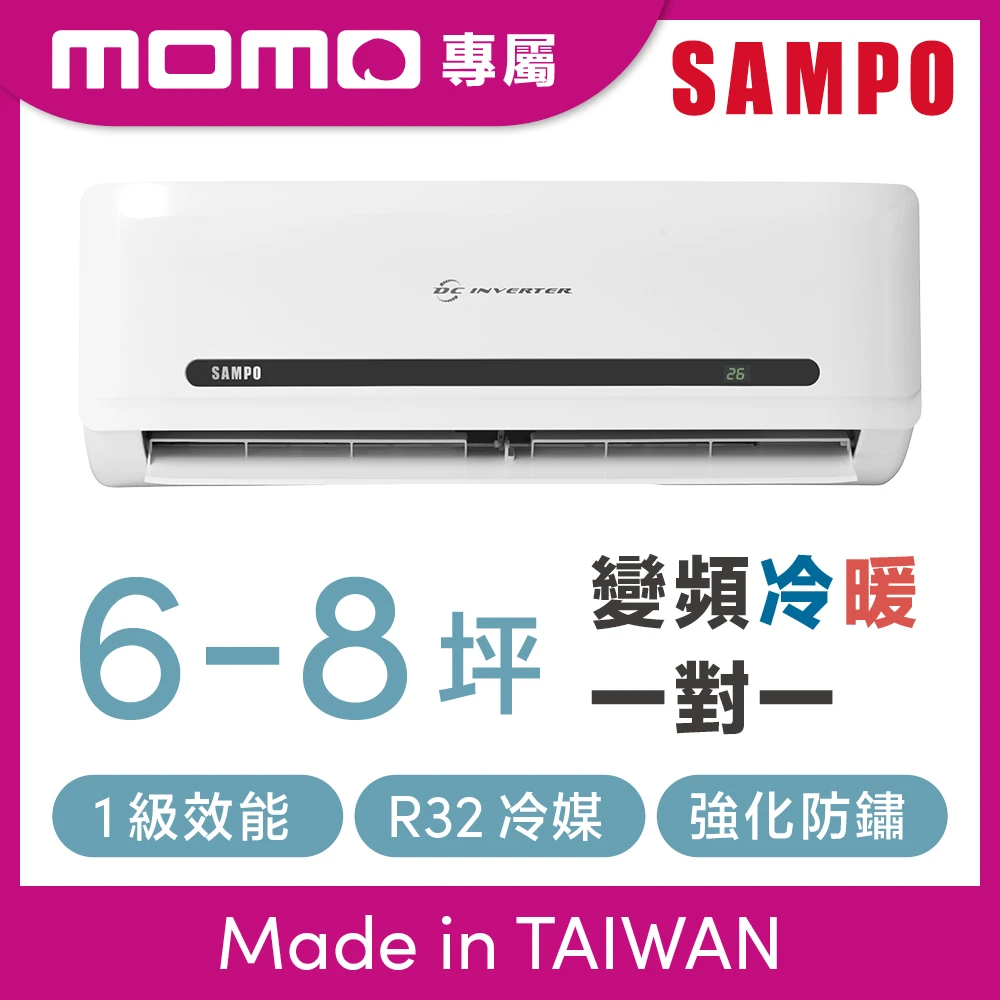 momo 專屬
SAMPO
DC INVERTER
SAMPO
26
6-8坪
變頻冷暖
一對一
1級效能
R32 冷媒
強化防鏽
Made in TAIWAN